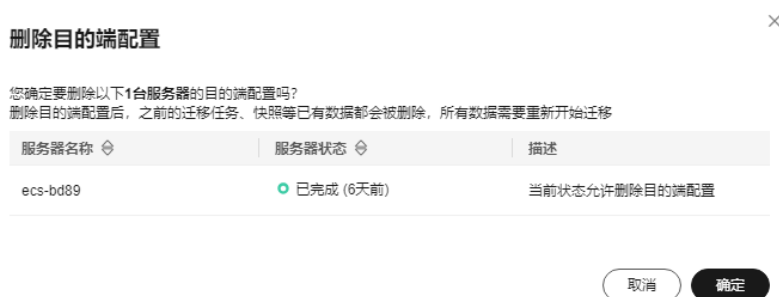 删除目的端配置
您确定要删除以下1台服务器的目的端配置吗？
删除目的端配置后，之前的迁移任务、快照等已有数据都会被删除，所有数据需要重新开始迁移
服务器名称 服务器状态 描述
ecs-bd89 已完成 (6天前) 当前状态允许删除目的端配置
取消 确定